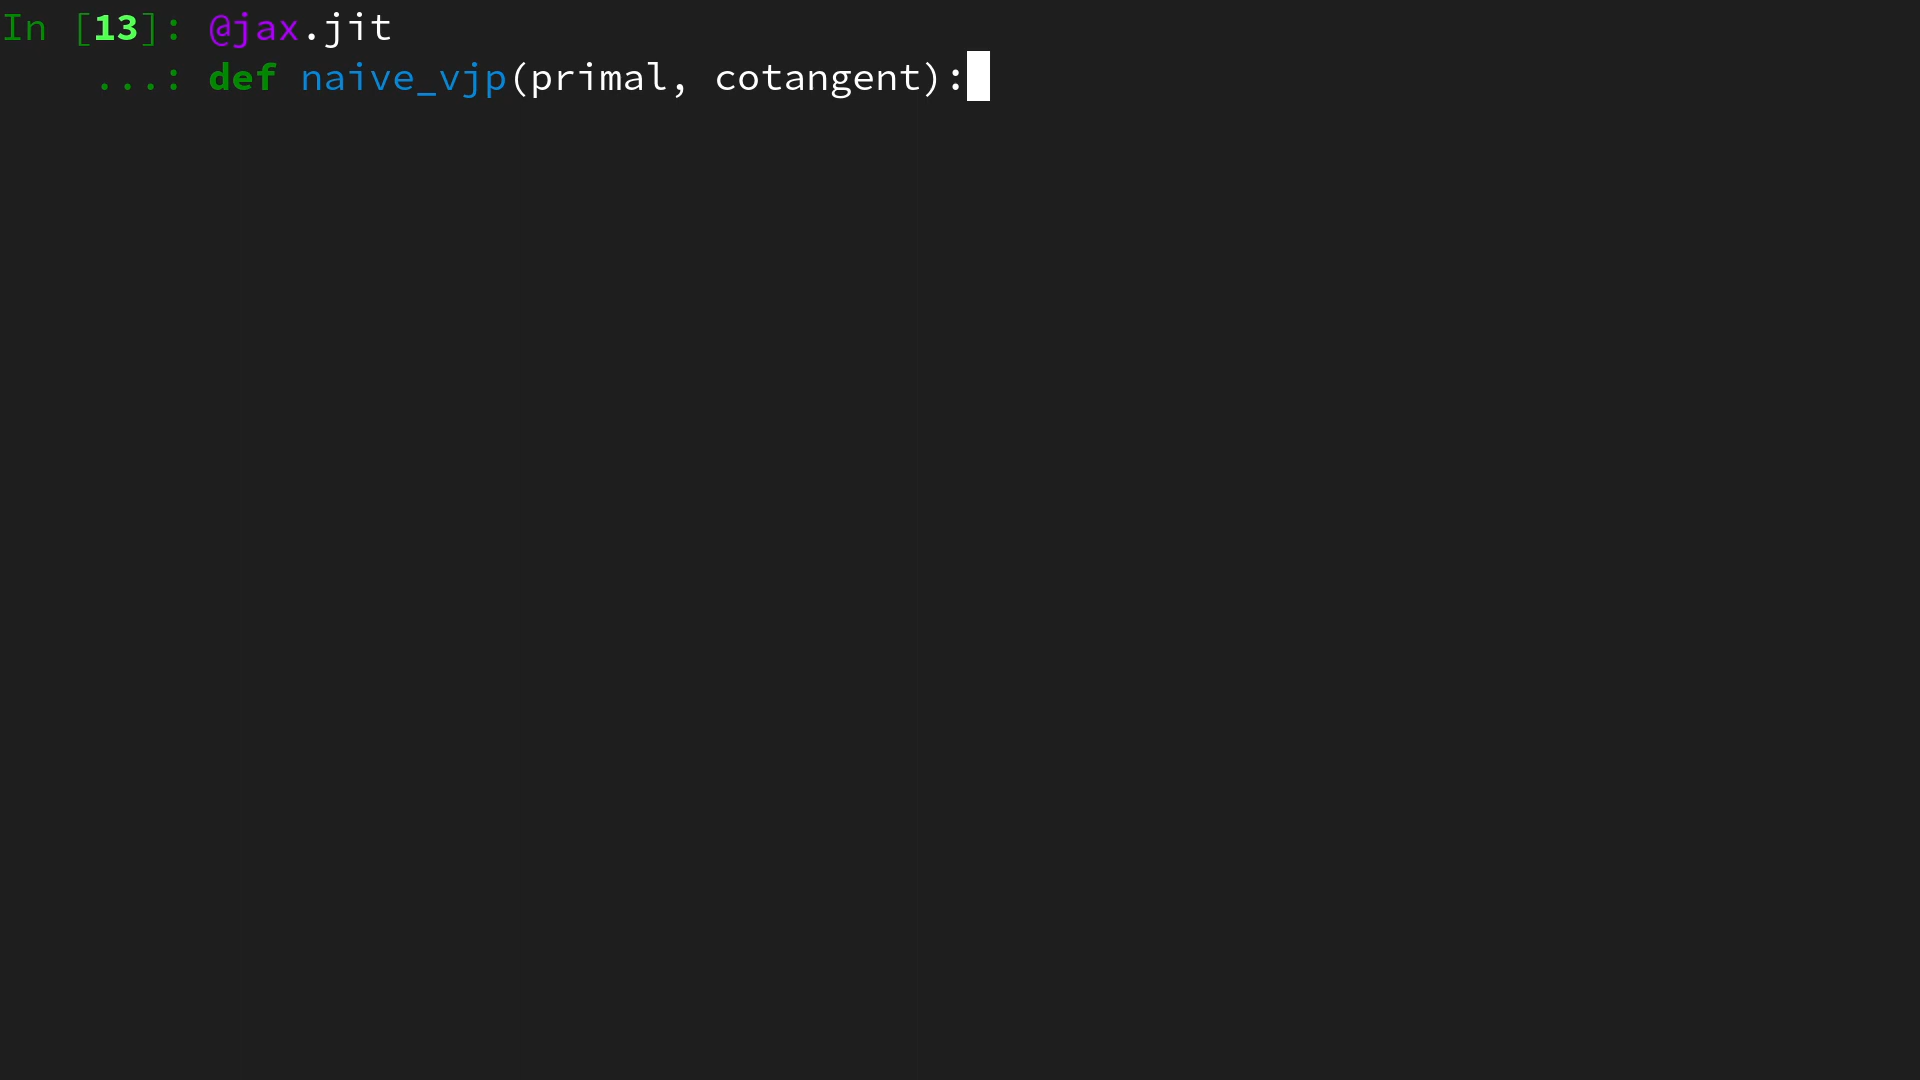 In [13]: @jax.jit
    ...: def naive_vjp(primal, cotangent):